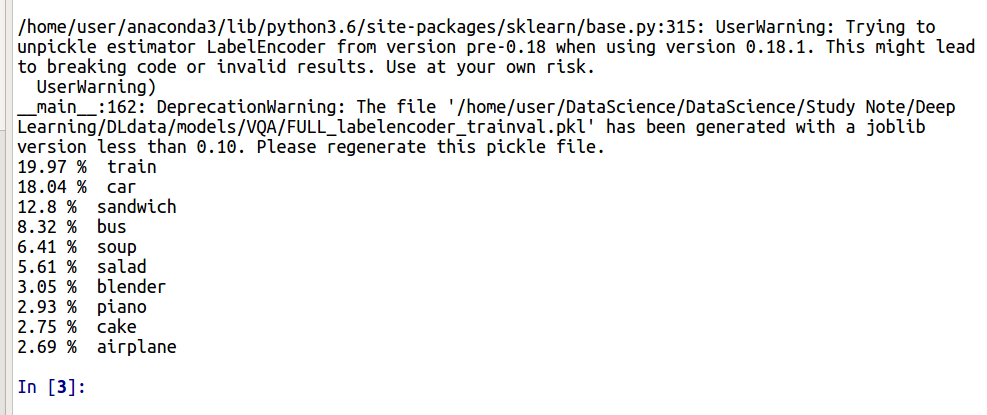 /home/user/anaconda3/lib/python3.6/site-packages/sklearn/base.py:315: UserWarning: Trying to
unpickle estimator LabelEncoder from version pre-0.18 when using version 0.18.1. This might lead
to breaking code or invalid results. Use at your own risk.
  UserWarning)
__main__:162: DeprecationWarning: The file '/home/user/DataScience/DataScience/Study Note/Deep
Learning/DLdata/models/VQA/FULL_labelencoder_trainval.pkl' has been generated with a joblib
version less than 0.10. Please regenerate this pickle file.
19.97 %  train
18.04 %  car
12.8 %  sandwich
8.32 %  bus
6.41 %  soup
5.61 %  salad
3.05 %  blender
2.93 %  piano
2.75 %  cake
2.69 %  airplane
In [3]: